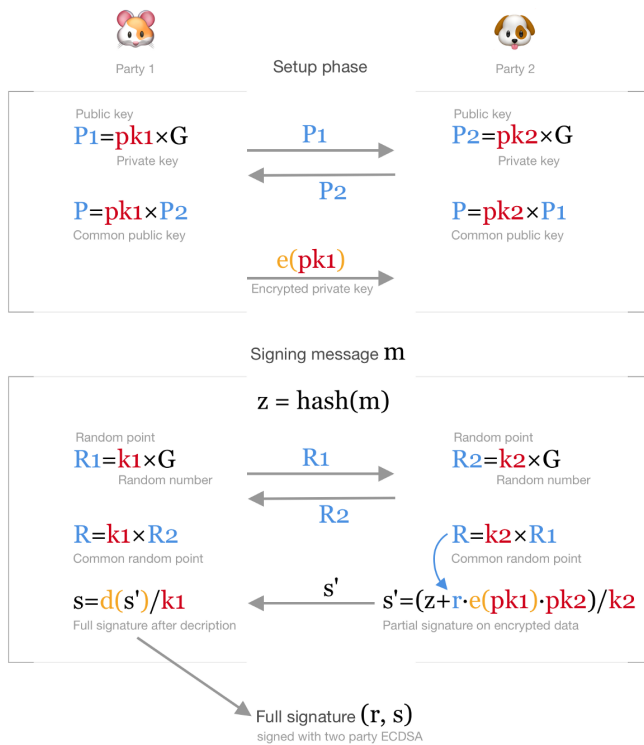 Party 1
Setup phase
Party 2
Public key
P1=pk1×G
Private key
P1
Public key
P2=pk2×G
Private key
P2
P=pk1×P2
Common public key
P=pk2×P1
Common public key
e(pk1)
Encrypted private key
Signing message m
z = hash(m)
Random point
R1=k1×G
Random number
R1
Random point
R2=k2×G
Random number
R2
R=k1×R2
Common random point
R=k2×R1
Common random point
s=d(s')/k1
Full signature after decription
s'
s'=(z+r·e(pk1)·pk2)/k2
Partial signature on encrypted data
Full signature (r, s)
signed with two party ECDSA